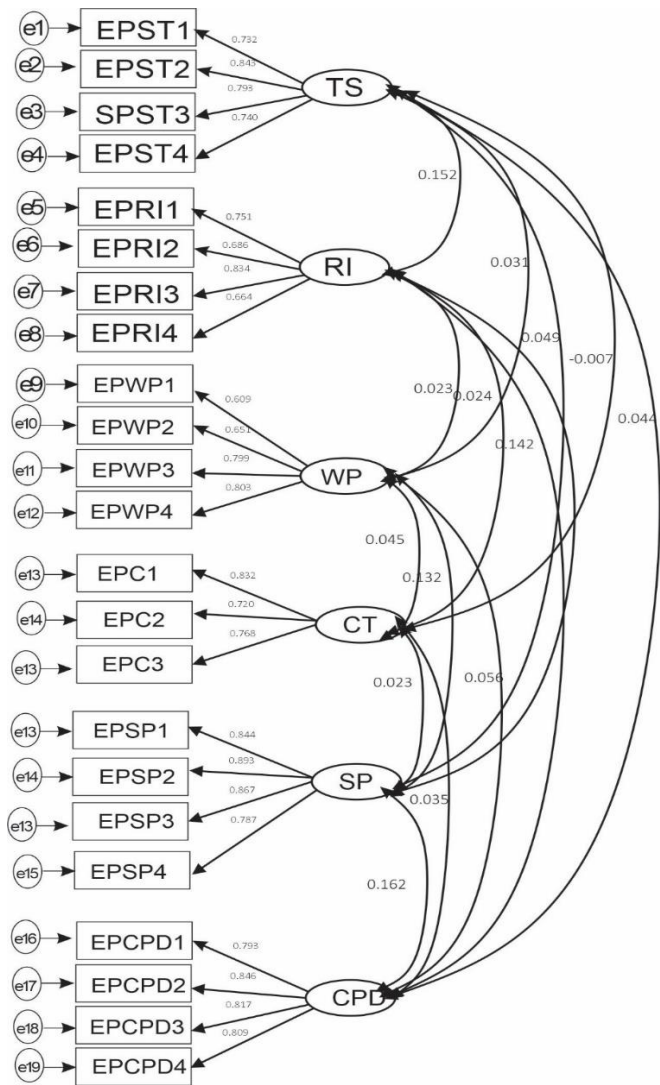 e1 EPST1
0.732
e2 EPST2 0.843
TS
0.793
e3 SPST3
0.740
e4 EPST4
0.152
e5 EPRI1
0.751
e6 EPRI2 0.686
RI
0.031
0.834
e7 EPRI3
0.664
e8 EPRI4
0.049
-0.007
e9 EPWP1
0.023 0.024
0.044
e10 EPWP2
0.609
0.651
0.142
e11 EPWP3 0.799
WP
e12 EPWP4 0.803
0.045
e13 EPC1
0.832
0.132
e14 EPC2 0.720
CT
e13 EPC3 0.768
0.023
0.056
e13 EPSP1
0.844
e14 EPSP2 0.893
SP
0.867
e13 EPSP3
0.035
0.787
e15 EPSP4
0.162
e16 EPCPD1
0.793
e17 EPCPD2 0.846
CPD
0.817
e18 EPCPD3
0.809
e19 EPCPD4